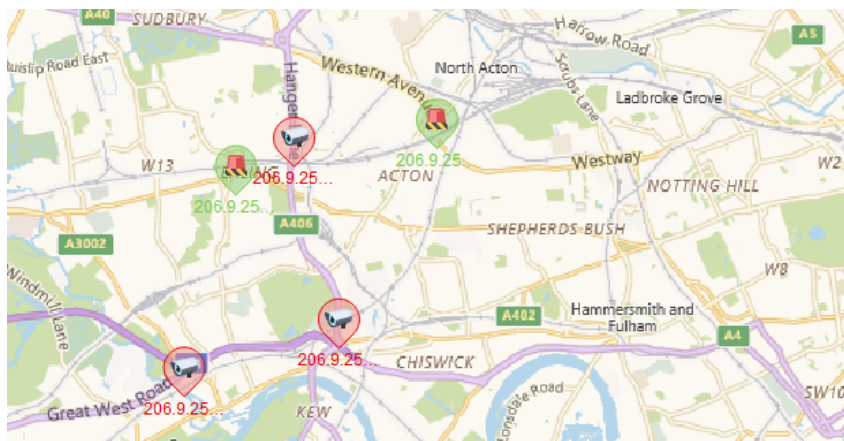 A40
SUDBURY
Harrow Road
A5
Ruislip Road East
Hanger
Western Avenue
North Acton
Scrubs Lane
Ladbroke Grove
W13
206.9.25...
206.9.25...
ACTON
Westway
W2
NOTTING HILL
206.9.25...
A406
SHEPHERDS BUSH
A3002
Windmill Lane
W8
A402
Hammersmith and
Fulham
A4
206.9.25...
CHISWICK
206.9.25...
Great West Road
KEW
Lonsdale Road
SW10